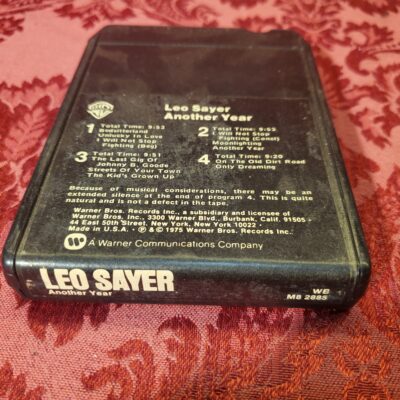 Leo Sayer
Another Year
1 Total Time: 9:53
Bedsitterland
Unlucky In Love
I Will Not Stop
Fighting (Beg)
2 Total Time: 9:55
I Will Not Stop
Fighting (Concl)
Moonlighting
Another Year
3 Total Time: 9:51
The Last Gig Of
Johnny B. Goode
Streets Of Your Town
The Kid's Grown Up
4 Total Time: 9:20
On The Old Dirt Road
Only Dreaming
Because of musical considerations, there may be an
extended silence at the end of program 4. This is quite
natural and is not a defect in the tape.
Warner Bros. Records Inc., a subsidiary and licensee of
Warner Bros. Inc., 3300 Warner Blvd., Burbank, Calif. 91505 •
44 East 50th Street, New York, New York 10022 •
Made in U.S.A. • ℗ & © 1975 Warner Bros. Records Inc.
A Warner Communications Company
LEO SAYER
Another Year
WB
M8 2885